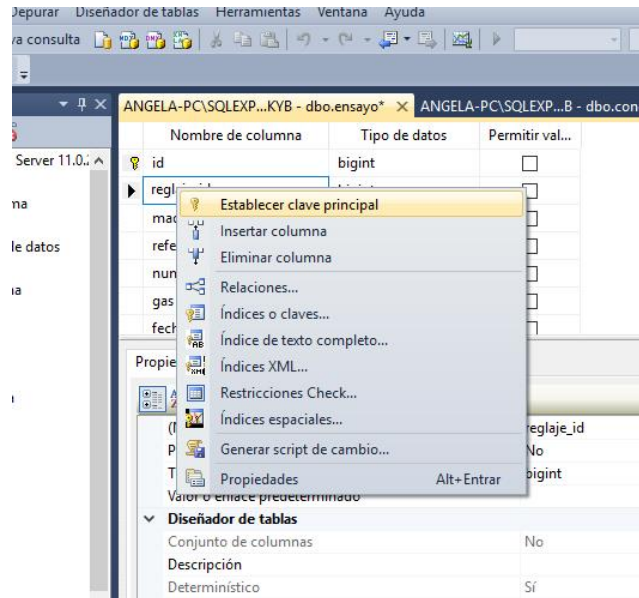 Depurar Diseñador de tablas Herramientas Ventana Ayuda
va consulta
ANGELA-PC\SQLEXP...KYB - dbo.ensayo* ANGELA-PC\SQLEXP...B - dbo.con
Nombre de columna Tipo de datos Permitir val...
Server 11.0.
id bigint
Establecer clave principal
ma
Insertar columna
le datos
Eliminar columna
Relaciones...
gas
Índices o claves...
Índice de texto completo...
Índices XML...
Restricciones Check...
reglaje_id
Índices espaciales...
No
Generar script de cambio...
bigint
Propiedades Alt+Entrar
Valor o enlace predeterminado
Diseñador de tablas
Conjunto de columnas No
Descripción
Determinístico Sí